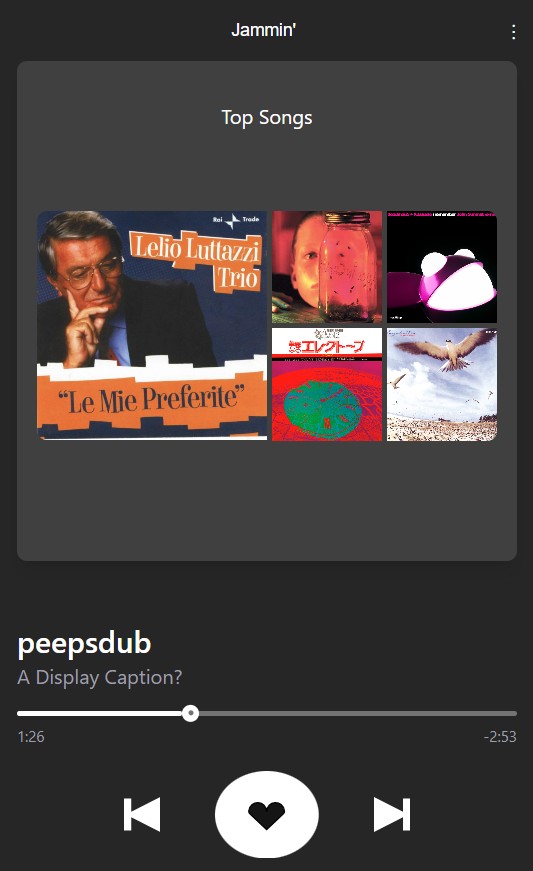 Jammin'
Top Songs
Rai Trade
Lelio Luttazzi
Trio
"Le Mie Preferite"
エレクトーブ
peepsdub
A Display Caption?
1:26
-2:53